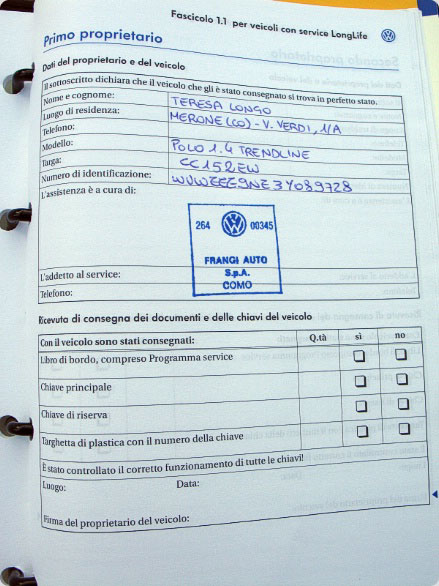 Fascicolo 1.1 per veicoli con service LongLife
Primo proprietario
Dati del proprietario e del veicolo
Il sottoscritto dichiara che il veicolo che gli è stato consegnato si trova in perfetto stato.
Nome e cognome: TERESA LONGO
Luogo di residenza: MERONE (CO) - V. VERDI, 1/A
Telefono:
Modello: POLO 1.4 TRENDLINE
Targa: CC152EW
Numero di identificazione: WVWZZZ9NZ3Y089728
L'assistenza è a cura di:
264 00345
FRANGI AUTO
S.p.A.
COMO
L'addetto al service:
Telefono:
Ricevuta di consegna dei documenti e delle chiavi del veicolo
Con il veicolo sono stati consegnati: Q.tà sì no
Libro di bordo, compreso Programma service
Chiave principale
Chiave di riserva
Targhetta di plastica con il numero della chiave
È stato controllato il corretto funzionamento di tutte le chiavi!
Luogo: Data:
Firma del proprietario del veicolo: